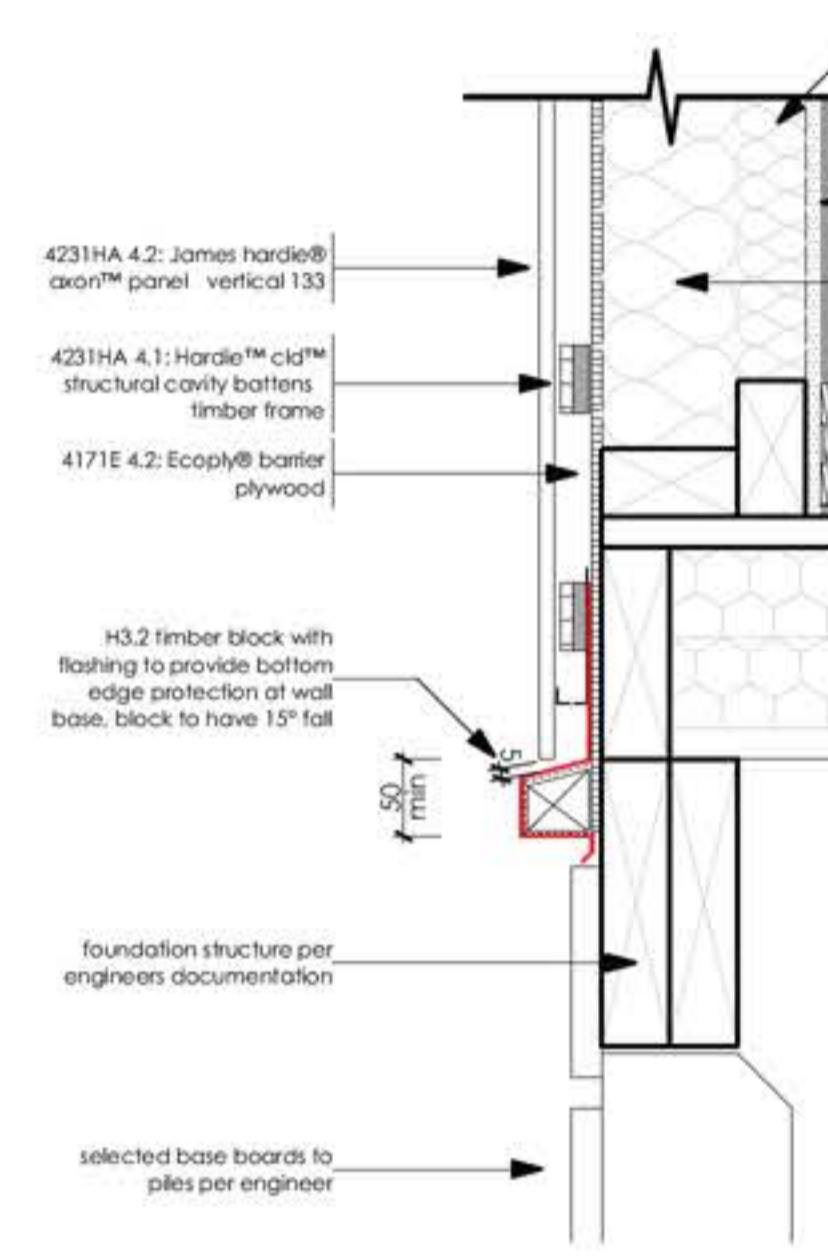 4231HA 4.2: James hardie®
axon™ panel vertical 133
4231HA 4.1: Hardie™ cld™
structural cavity battens
timber frame
4171E 4.2: Ecoply® barrier
plywood
H3.2 timber block with
flashing to provide bottom
edge protection at wall
base, block to have 15° fall
5
50
min
foundation structure per
engineers documentation
selected base boards to
piles per engineer